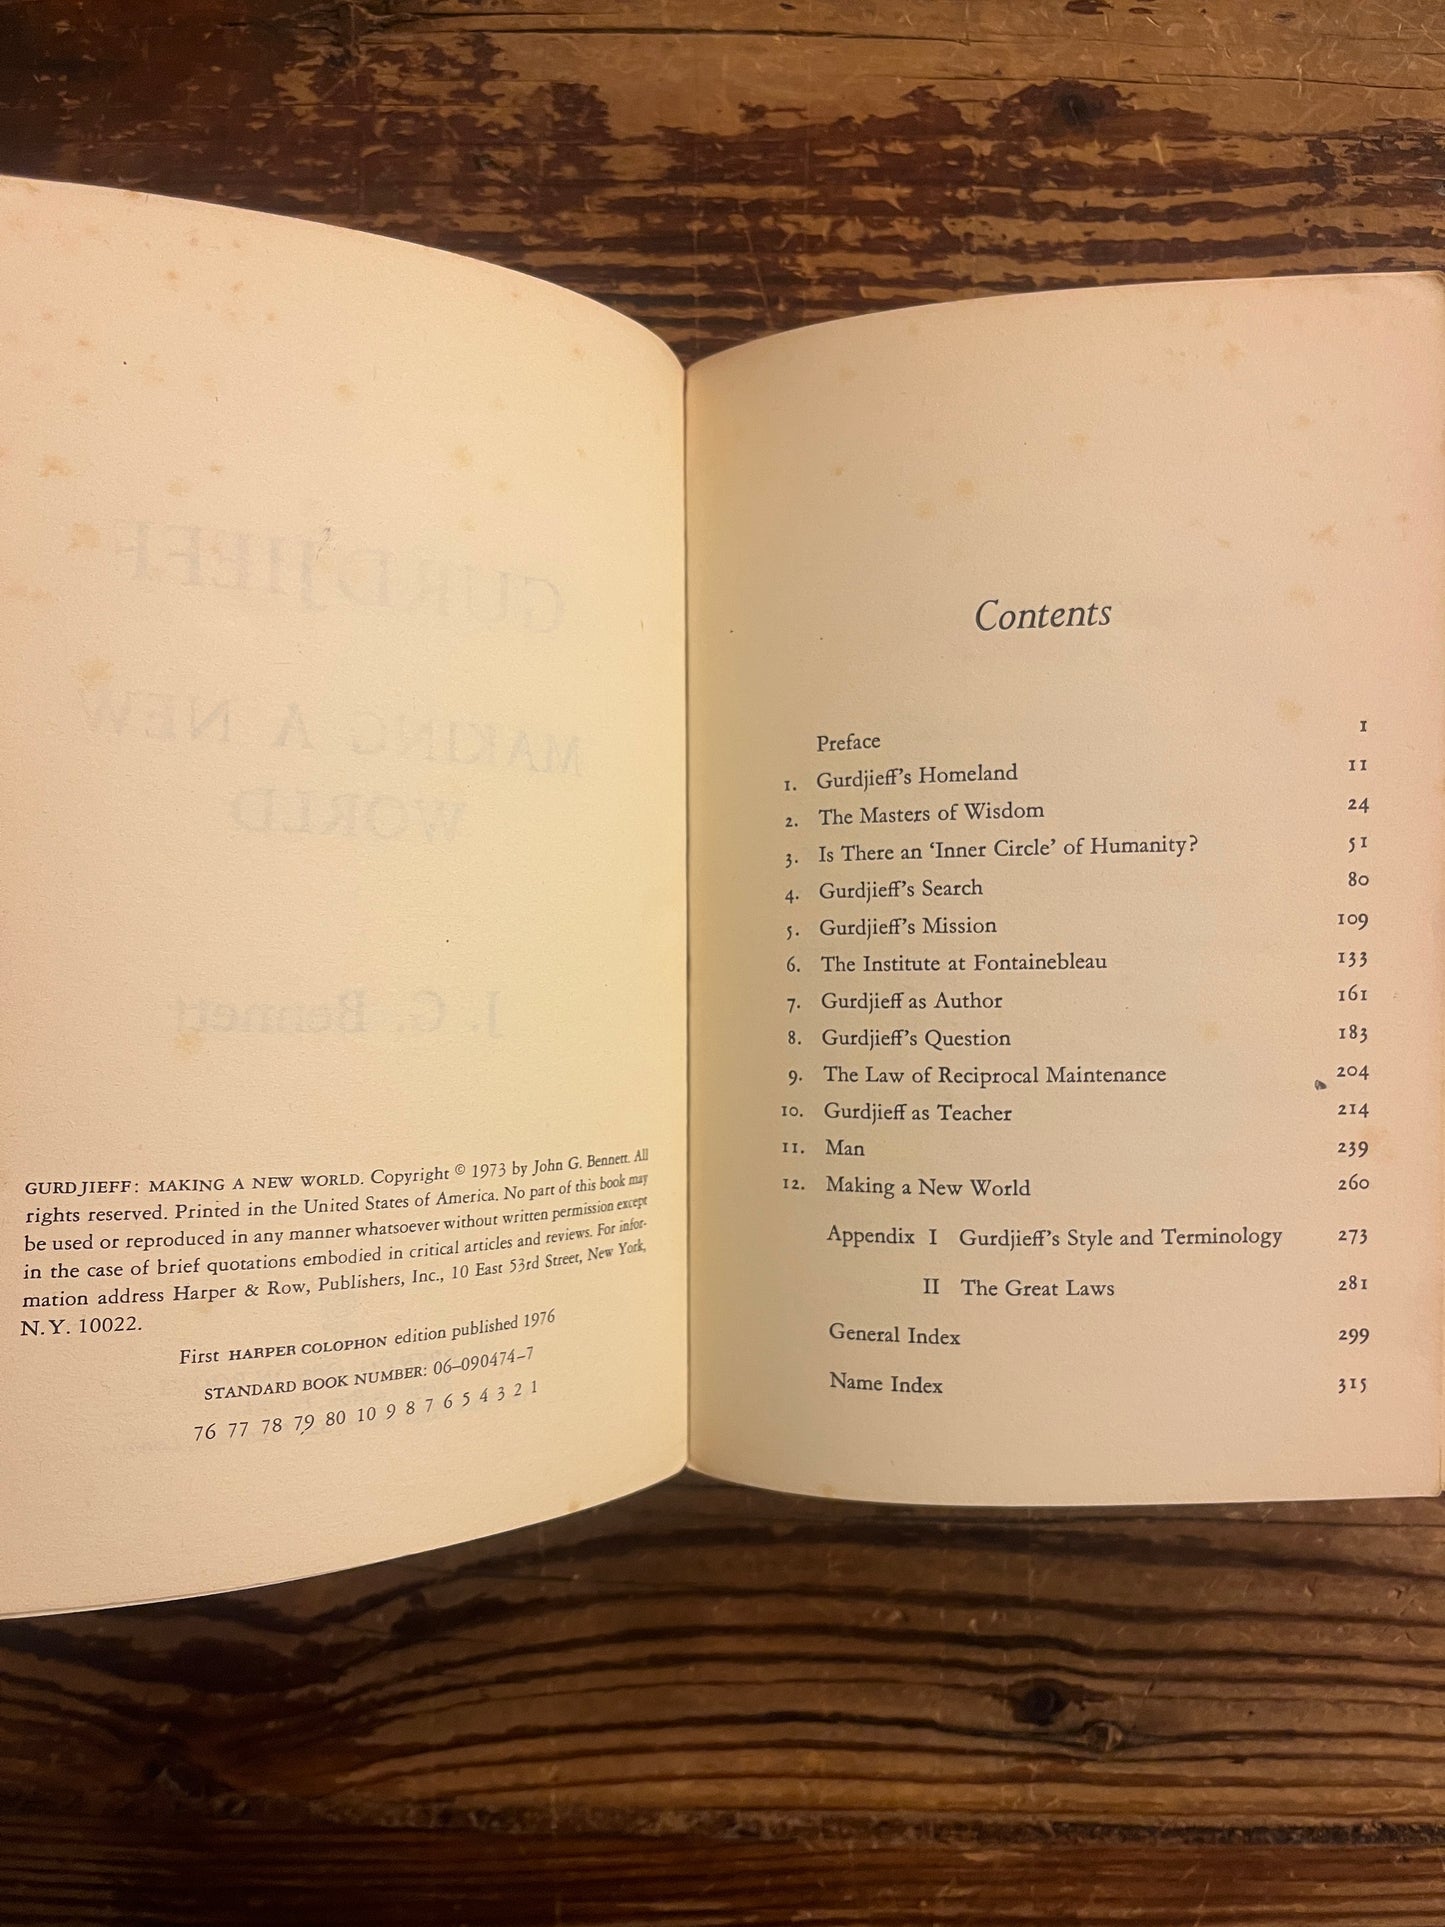 GURDJIEFF: MAKING A NEW WORLD. Copyright © 1973 by John G. Bennett. All
rights reserved. Printed in the United States of America. No part of this book may
be used or reproduced in any manner whatsoever without written permission except
in the case of brief quotations embodied in critical articles and reviews. For infor-
mation address Harper & Row, Publishers, Inc., 10 East 53rd Street, New York,
N.Y. 10022.
First HARPER COLOPHON edition published 1976
STANDARD BOOK NUMBER: 06-090474-7
76 77 78 79 80 10 9 8 7 6 5 4 3 2 1
Contents
Preface 1
1. Gurdjieff's Homeland 11
2. The Masters of Wisdom 24
3. Is There an ‘Inner Circle’ of Humanity? 51
4. Gurdjieff's Search 80
5. Gurdjieff's Mission 109
6. The Institute at Fontainebleau 133
7. Gurdjieff as Author 161
8. Gurdjieff's Question 183
9. The Law of Reciprocal Maintenance 204
10. Gurdjieff as Teacher 214
11. Man 239
12. Making a New World 260
Appendix I Gurdjieff's Style and Terminology 273
II The Great Laws 281
General Index 299
Name Index 315